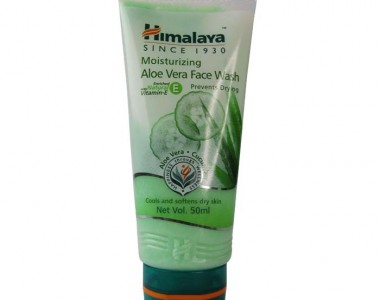 Himalaya
SINCE 1930
Moisturizing
Aloe Vera Face Wash
Natural E
Vitamin-E
Prevents Drying
Aloe Vera •
Cools and softens dry skin
Net Vol. 50ml